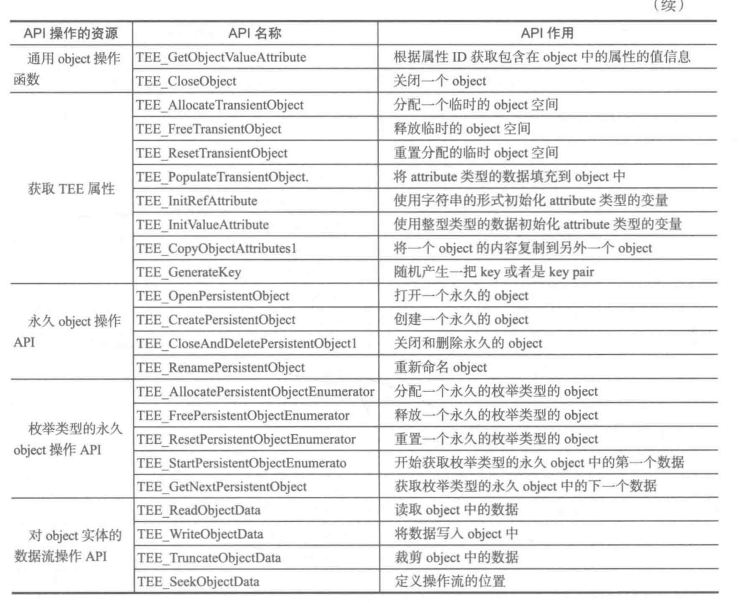 （续）
API 操作的资源 API 名称 API 作用
通用 object 操作函数 TEE_GetObjectValueAttribute 根据属性 ID 获取包含在 object 中的属性的值信息
TEE_CloseObject 关闭一个 object
获取 TEE 属性 TEE_AllocateTransientObject 分配一个临时的 object 空间
TEE_FreeTransientObject 释放临时的 object 空间
TEE_ResetTransientObject 重置分配的临时 object 空间
TEE_PopulateTransientObject. 将 attribute 类型的数据填充到 object 中
TEE_InitRefAttribute 使用字符串的形式初始化 attribute 类型的变量
TEE_InitValueAttribute 使用整型类型的数据初始化 attribute 类型的变量
TEE_CopyObjectAttributes1 将一个 object 的内容复制到另外一个 object
TEE_GenerateKey 随机产生一把 key 或者是 key pair
永久 object 操作 API TEE_OpenPersistentObject 打开一个永久的 object
TEE_CreatePersistentObject 创建一个永久的 object
TEE_CloseAndDeletePersistentObject1 关闭和删除永久的 object
TEE_RenamePersistentObject 重新命名 object
枚举类型的永久 object 操作 API TEE_AllocatePersistentObjectEnumerator 分配一个永久的枚举类型的 object
TEE_FreePersistentObjectEnumerator 释放一个永久的枚举类型的 object
TEE_ResetPersistentObjectEnumerator 重置一个永久的枚举类型的 object
TEE_StartPersistentObjectEnumerato 开始获取枚举类型的永久 object 中的第一个数据
TEE_GetNextPersistentObject 获取枚举类型的永久 object 中的下一个数据
对 object 实体的数据流操作 API TEE_ReadObjectData 读取 object 中的数据
TEE_WriteObjectData 将数据写入 object 中
TEE_TruncateObjectData 裁剪 object 中的数据
TEE_SeekObjectData 定义操作流的位置